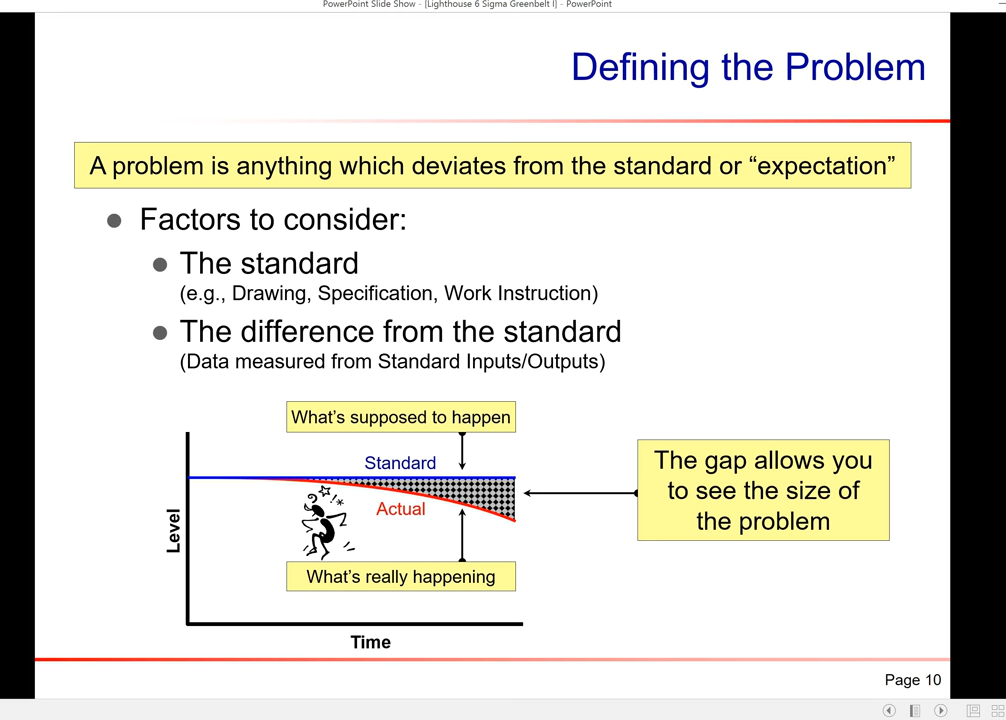 PowerPoint Slide Show - [Lighthouse 6 Sigma Greenbelt I] - PowerPoint
Defining the Problem
A problem is anything which deviates from the standard or “expectation”
Factors to consider:
The standard
(e.g., Drawing, Specification, Work Instruction)
The difference from the standard
(Data measured from Standard Inputs/Outputs)
What’s supposed to happen
Standard
Actual
What’s really happening
Level
Time
The gap allows you
to see the size of
the problem
Page 10